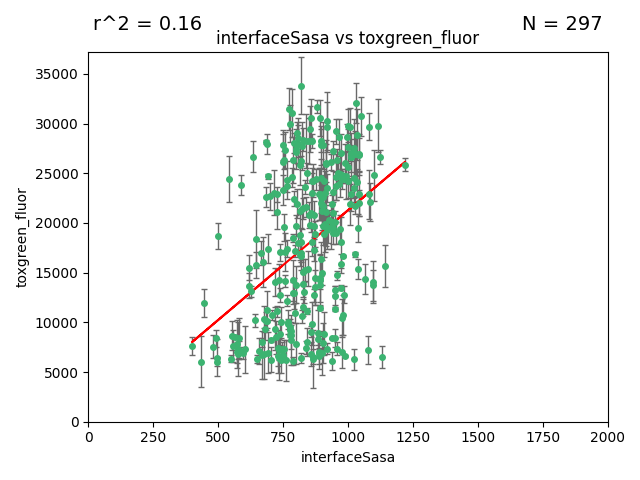 r^2 = 0.16
N = 297
interfaceSasa vs toxgreen_fluor
35000
30000
25000
20000
15000
10000
5000
0
toxgreen_fluor
0 250 500 750 1000 1250 1500 1750 2000
interfaceSasa